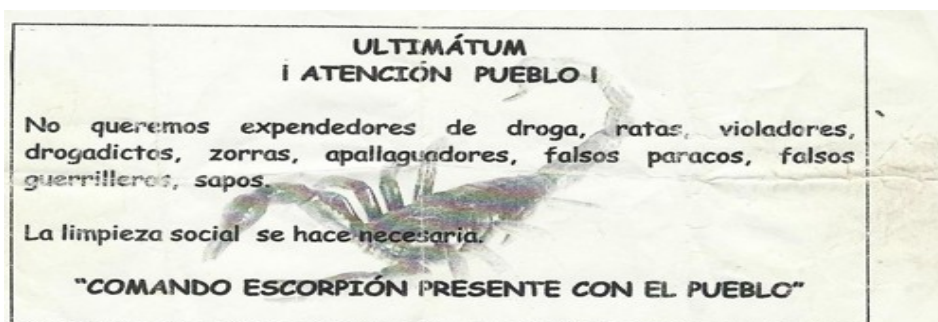 ULTIMÁTUM
¡ ATENCIÓN PUEBLO !
No queremos expendedores de droga, ratas, violadores,
drogadictos, zorras, apallaguadores, falsos paracos, falsos
guerrilleros, sapos.
La limpieza social se hace necesaria.
"COMANDO ESCORPIÓN PRESENTE CON EL PUEBLO"